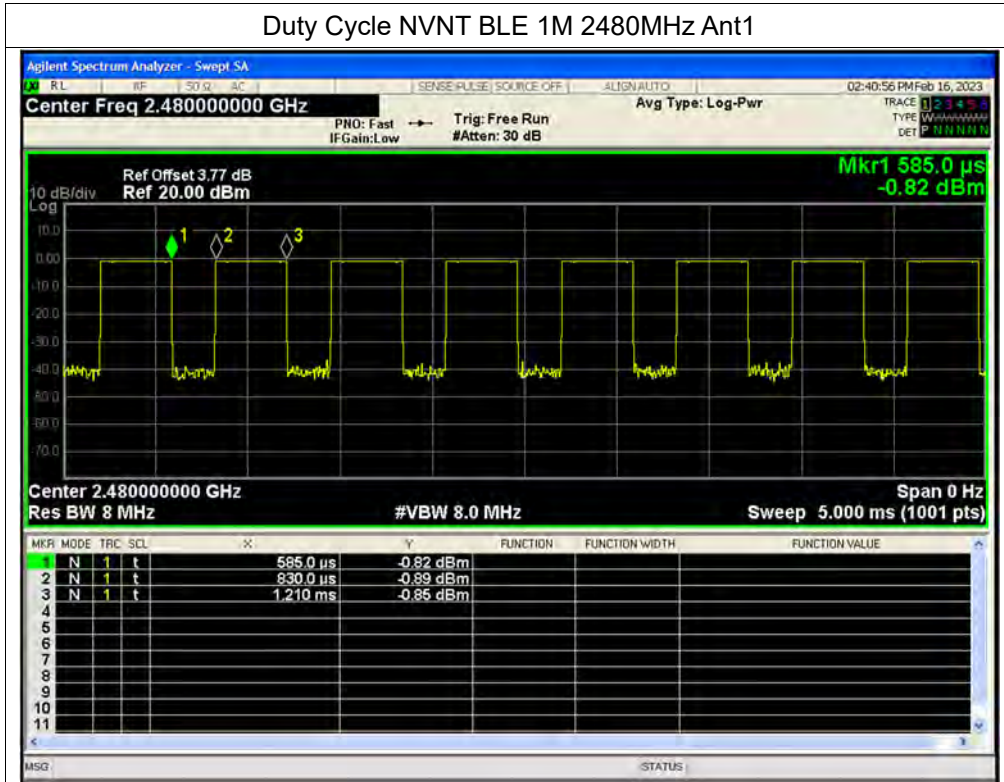 Duty Cycle NVNT BLE 1M 2480MHz Ant1
Agilent Spectrum Analyzer - Swept SA
RL RF 50 Ω AC SENSE:PULSE SOURCE OFF ALIGN AUTO 02:40:56 PM Feb 16, 2023
Center Freq 2.480000000 GHz Avg Type: Log-Pwr TRACE 1 2 3 4 5 6
PNO: Fast Trig: Free Run TYPE W
IFGain:Low #Atten: 30 dB DET P N N N N N
Mkr1 585.0 µs
Ref Offset 3.77 dB
10 dB/div Ref 20.00 dBm -0.82 dBm
Log
10.0
1 2 3
0.00
-10.0
-20.0
-30.0
-40.0
-50.0
-60.0
-70.0
Center 2.480000000 GHz Span 0 Hz
Res BW 8 MHz #VBW 8.0 MHz Sweep 5.000 ms (1001 pts)
MKR MODE TRC SCL X Y FUNCTION FUNCTION WIDTH FUNCTION VALUE
1 N 1 t 585.0 µs -0.82 dBm
2 N 1 t 830.0 µs -0.89 dBm
3 N 1 t 1.210 ms -0.85 dBm
4
5
6
7
8
9
10
11
MSG STATUS